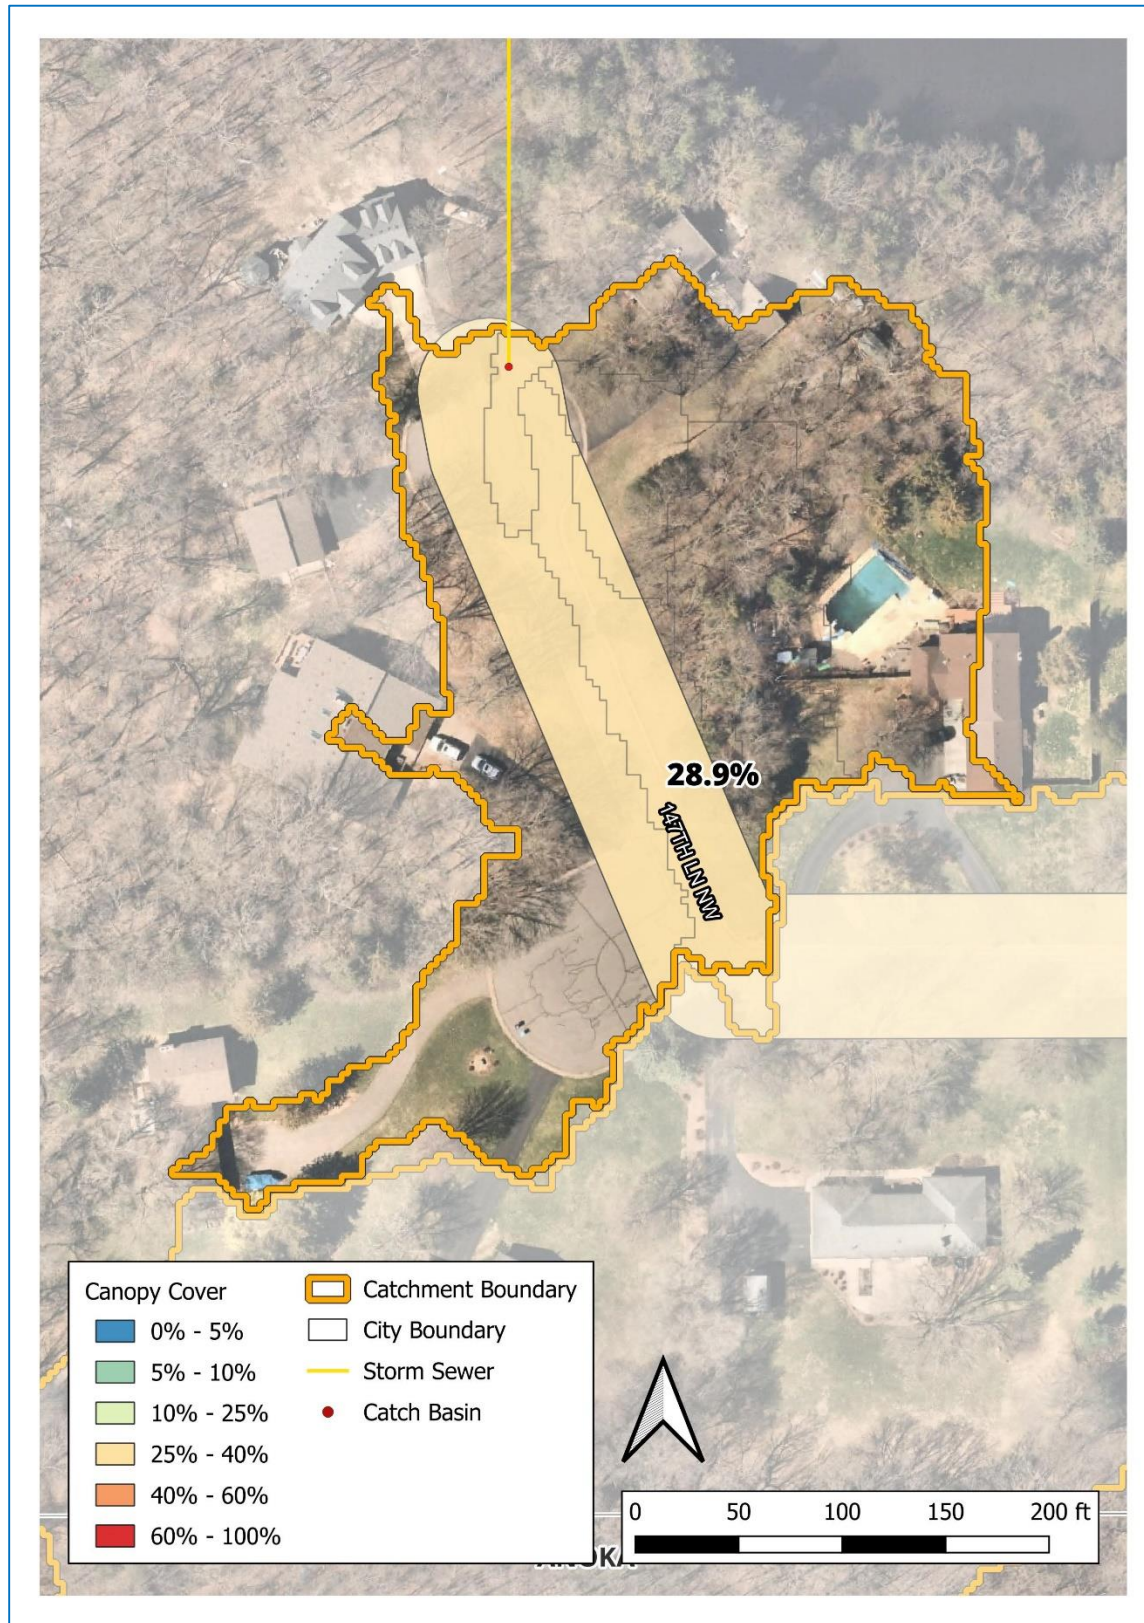 28.9%
147TH LN NW
Canopy Cover
0% - 5%
5% - 10%
10% - 25%
25% - 40%
40% - 60%
60% - 100%
Catchment Boundary
City Boundary
Storm Sewer
Catch Basin
0 50 100 150 200 ft
ANOKA